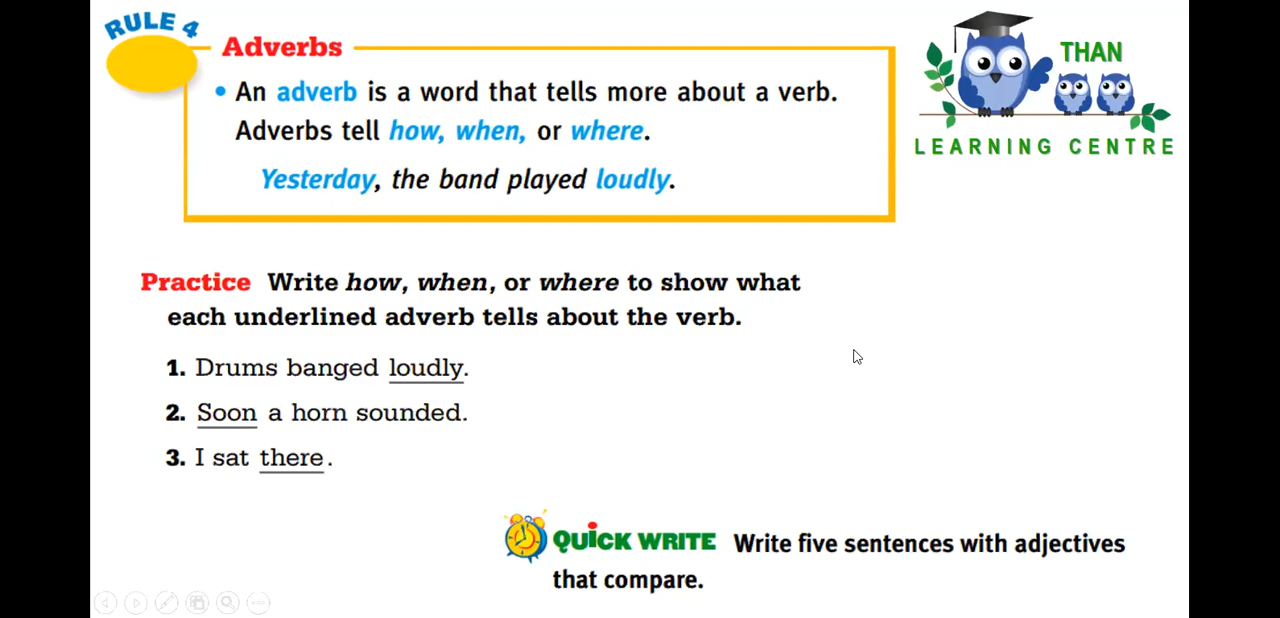 RULE 4
Adverbs
• An adverb is a word that tells more about a verb.
Adverbs tell how, when, or where.
Yesterday, the band played loudly.
THAN
LEARNING CENTRE
Practice Write how, when, or where to show what
each underlined adverb tells about the verb.
1. Drums banged loudly.
2. Soon a horn sounded.
3. I sat there.
QUiCK WRITE Write five sentences with adjectives
that compare.